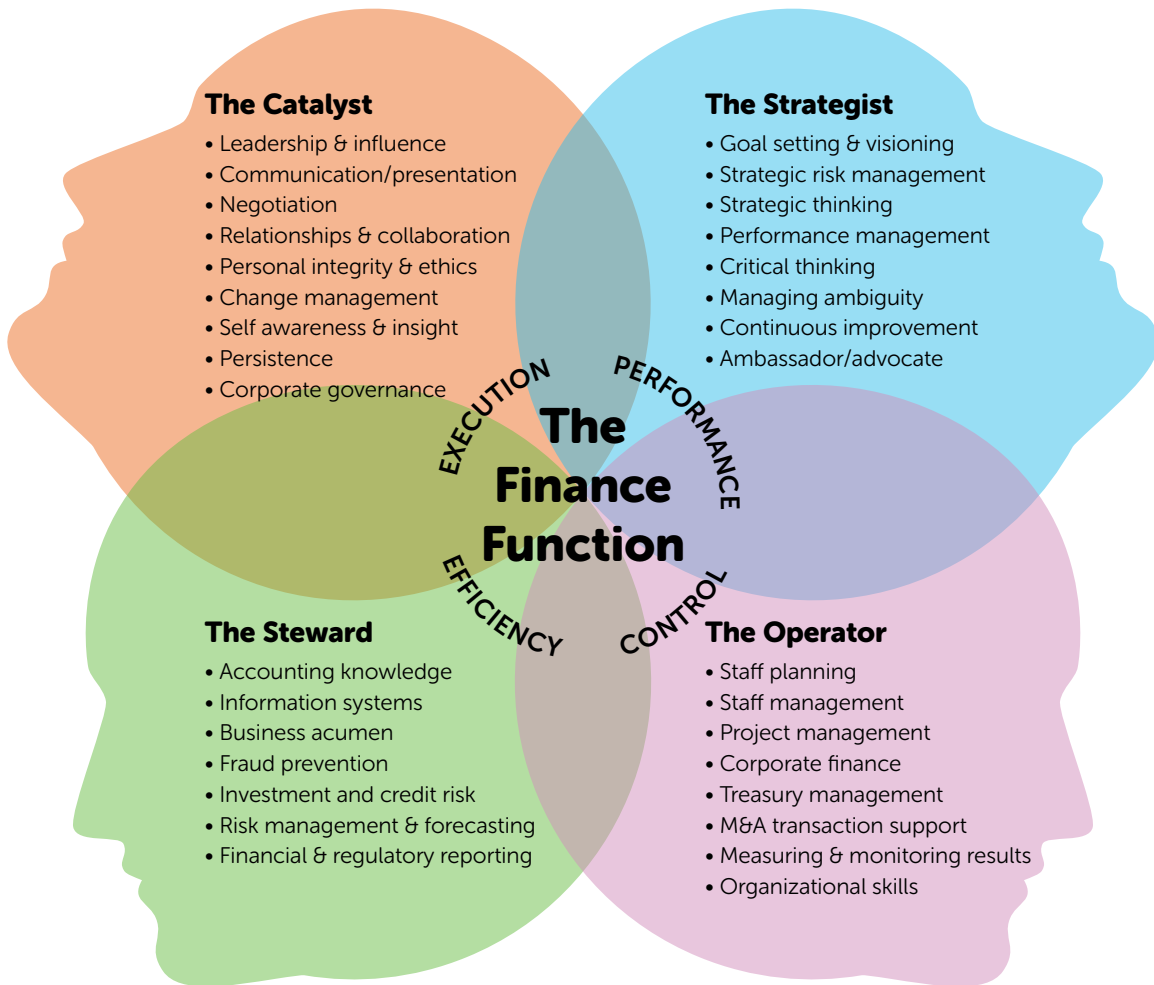 The Catalyst
• Leadership & influence
• Communication/presentation
• Negotiation
• Relationships & collaboration
• Personal integrity & ethics
• Change management
• Self awareness & insight
• Persistence
• Corporate governance
The Strategist
• Goal setting & visioning
• Strategic risk management
• Strategic thinking
• Performance management
• Critical thinking
• Managing ambiguity
• Continuous improvement
• Ambassador/advocate
EXECUTION
PERFORMANCE
The
Finance
Function
EFFICIENCY
CONTROL
The Steward
• Accounting knowledge
• Information systems
• Business acumen
• Fraud prevention
• Investment and credit risk
• Risk management & forecasting
• Financial & regulatory reporting
The Operator
• Staff planning
• Staff management
• Project management
• Corporate finance
• Treasury management
• M&A transaction support
• Measuring & monitoring results
• Organizational skills